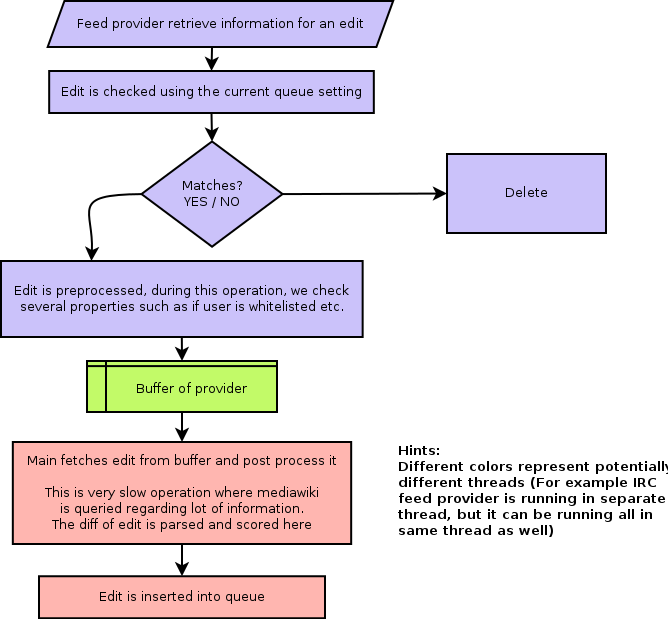 Feed provider retrieve information for an edit
Edit is checked using the current queue setting
Matches?
YES / NO
Delete
Edit is preprocessed, during this operation, we check
several properties such as if user is whitelisted etc.
Buffer of provider
Main fetches edit from buffer and post process it
This is very slow operation where mediawiki
is queried regarding lot of information.
The diff of edit is parsed and scored here
Edit is inserted into queue
Hints:
Different colors represent potentially
different threads (For example IRC
feed provider is running in separate
thread, but it can be running all in
same thread as well)